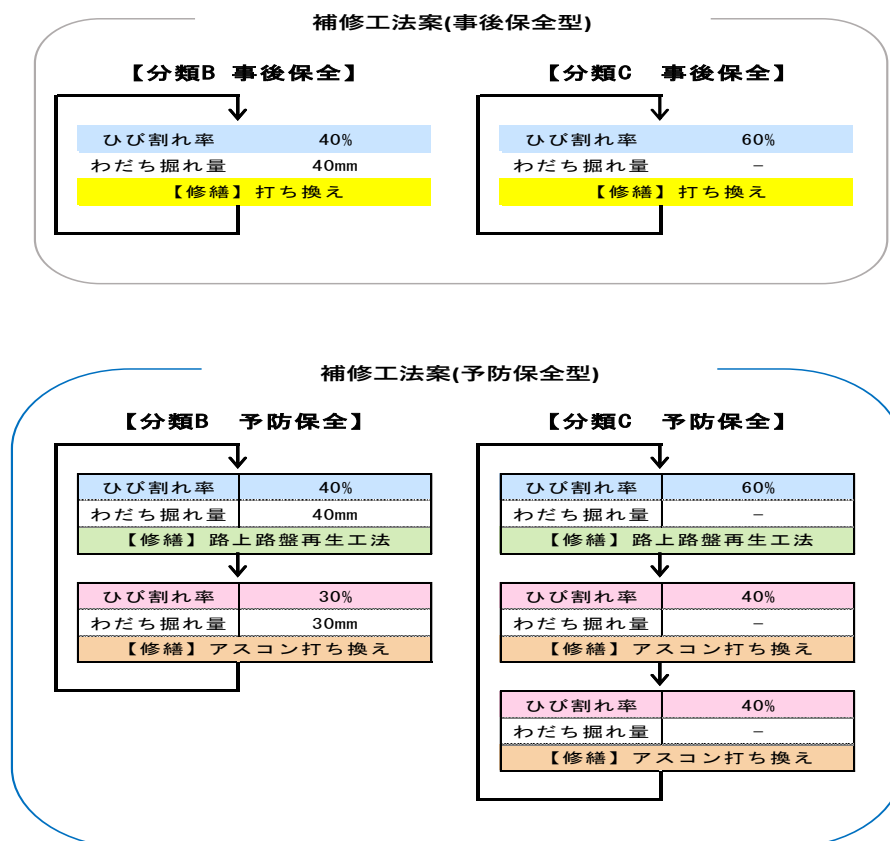 補修工法案(事後保全型)
【分類B 事後保全】
ひび割れ率 40%
わだち掘れ量 40mm
【修繕】打ち換え
【分類C 事後保全】
ひび割れ率 60%
わだち掘れ量 −
【修繕】打ち換え
補修工法案(予防保全型)
【分類B 予防保全】
ひび割れ率 40%
わだち掘れ量 40mm
【修繕】路上路盤再生工法
ひび割れ率 30%
わだち掘れ量 30mm
【修繕】アスコン打ち換え
【分類C 予防保全】
ひび割れ率 60%
わだち掘れ量 −
【修繕】路上路盤再生工法
ひび割れ率 40%
わだち掘れ量 −
【修繕】アスコン打ち換え
ひび割れ率 40%
わだち掘れ量 −
【修繕】アスコン打ち換え